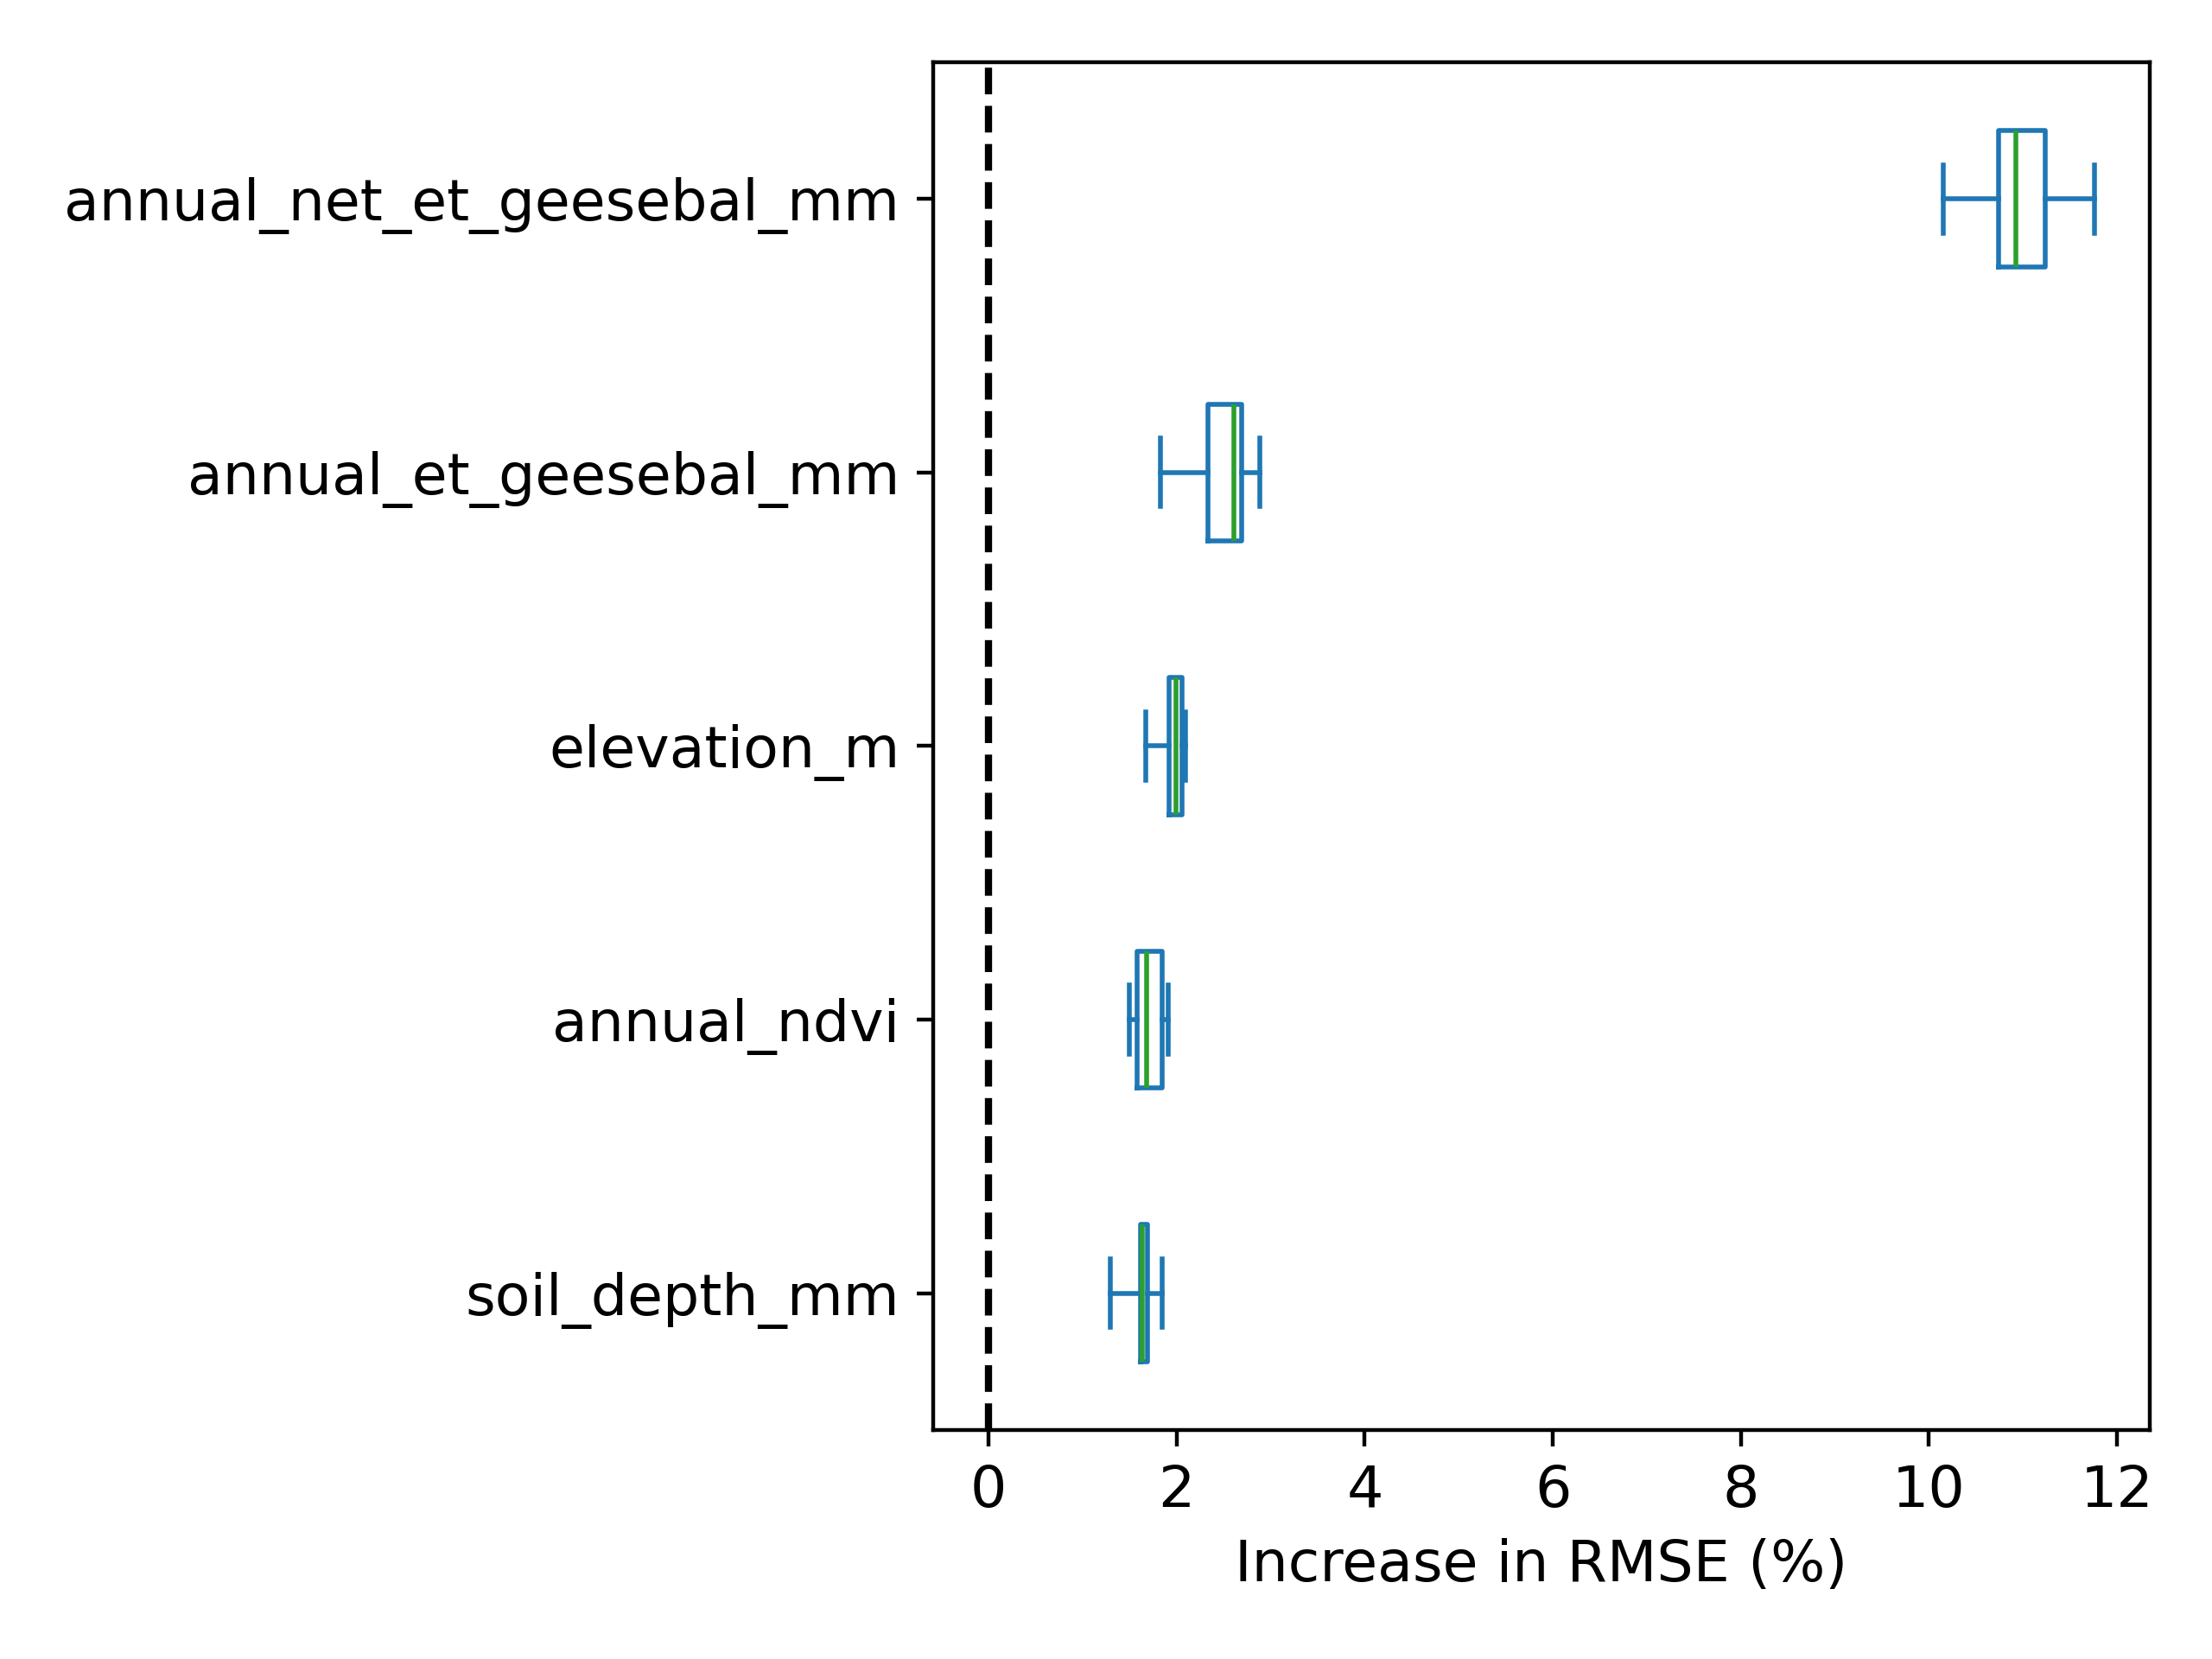 annual_net_et_geesebal_mm
annual_et_geesebal_mm
elevation_m
annual_ndvi
soil_depth_mm
0 2 4 6 8 10 12
Increase in RMSE (%)